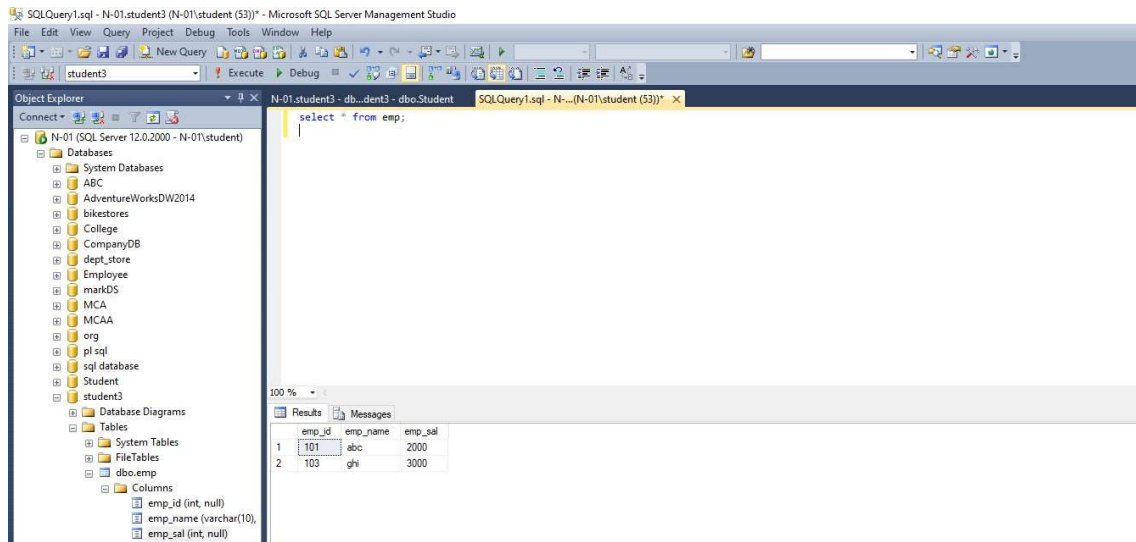 SQLQuery1.sql - N-01.student3 (N-01\student (53))* - Microsoft SQL Server Management Studio
File Edit View Query Project Debug Tools Window Help
New Query
student3 Execute Debug
Object Explorer
Connect
N-01 (SQL Server 12.0.2000 - N-01\student)
Databases
System Databases
ABC
AdventureWorksDW2014
bikestores
College
CompanyDB
dept_store
Employee
markDS
MCA
MCAA
org
pl sql
sql database
Student
student3
Database Diagrams
Tables
System Tables
FileTables
dbo.emp
Columns
emp_id (int, null)
emp_name (varchar(10),
emp_sal (int, null)
N-01.student3 - db...dent3 - dbo.Student SQLQuery1.sql - N-...(N-01\student (53))*
select * from emp;
100 %
Results Messages
emp_id emp_name emp_sal
1 101 abc 2000
2 103 ghi 3000